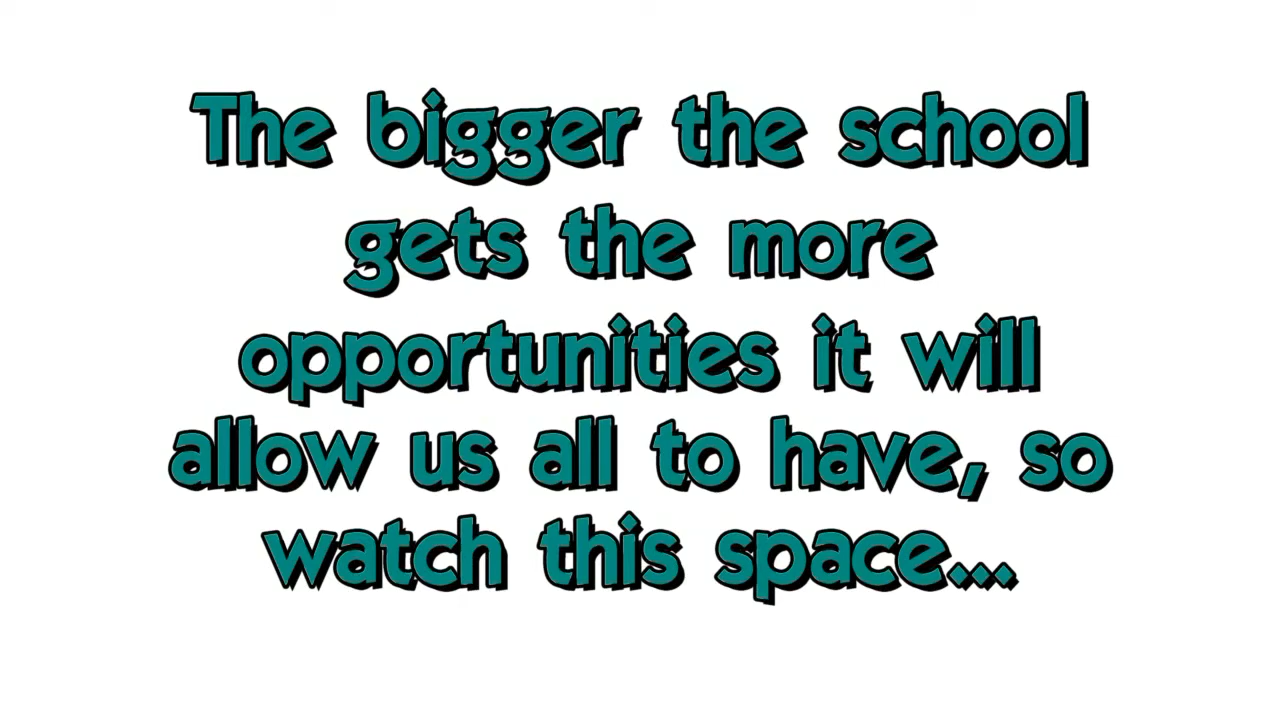 The bigger the school
gets the more
opportunities it will
allow us all to have, so
watch this space...